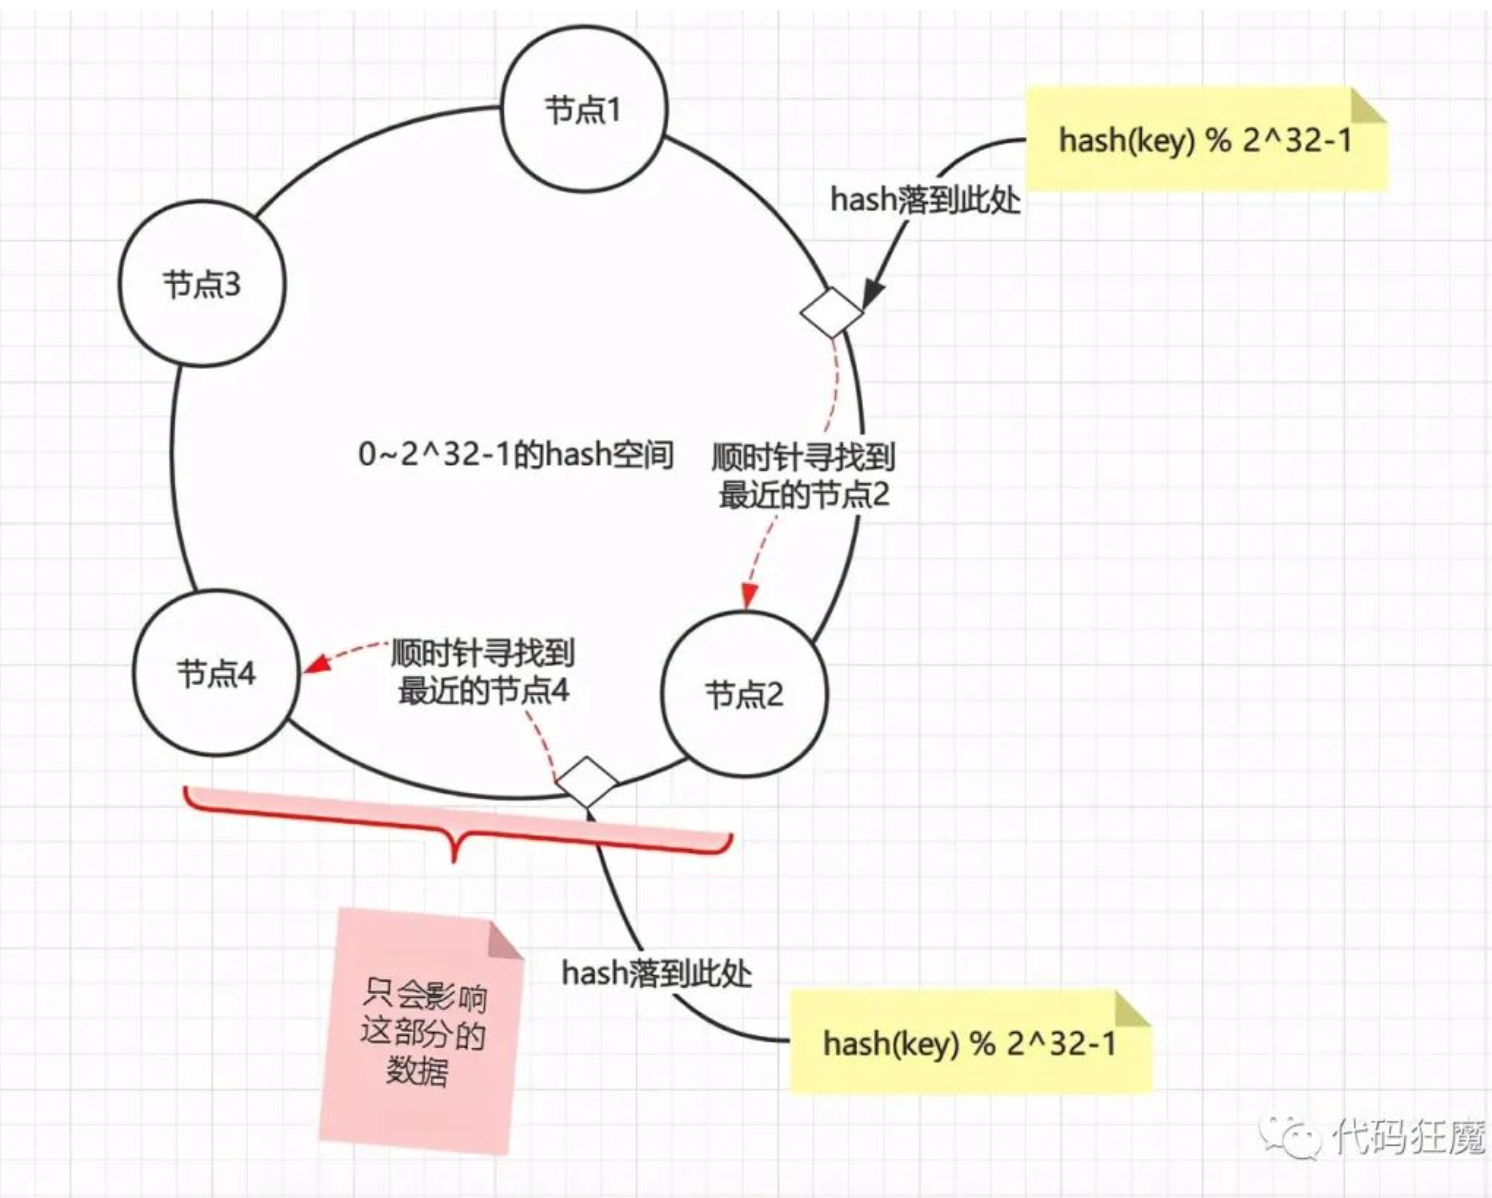 节点1
hash(key) % 2^32-1
hash落到此处
节点3
0~2^32-1的hash空间
顺时针寻找到
最近的节点2
顺时针寻找到
最近的节点4
节点4
节点2
只会影响
这部分的
数据
hash落到此处
hash(key) % 2^32-1
代码狂魔